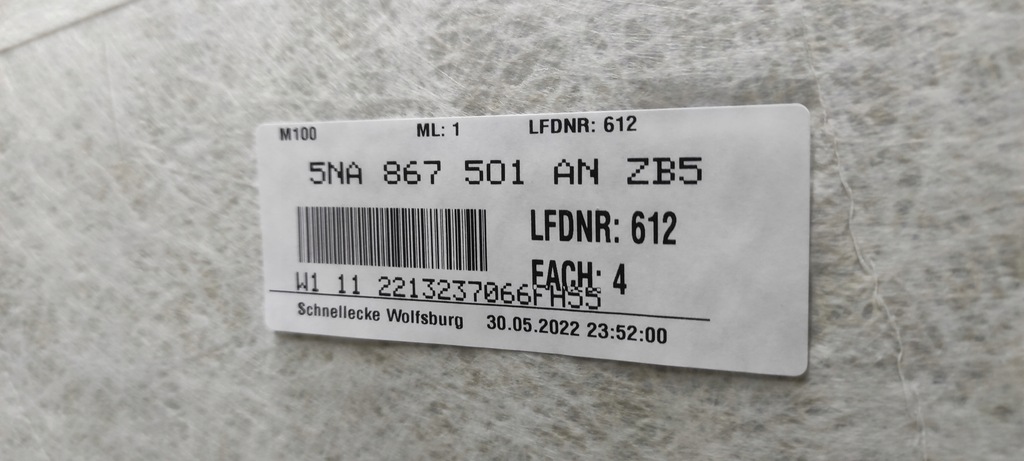 M100 ML: 1 LFDNR: 612
5NA 867 501 AN ZB5
LFDNR: 612
EACH: 4
W1 11 2213237066FHS5
Schnellecke Wolfsburg 30.05.2022 23:52:00